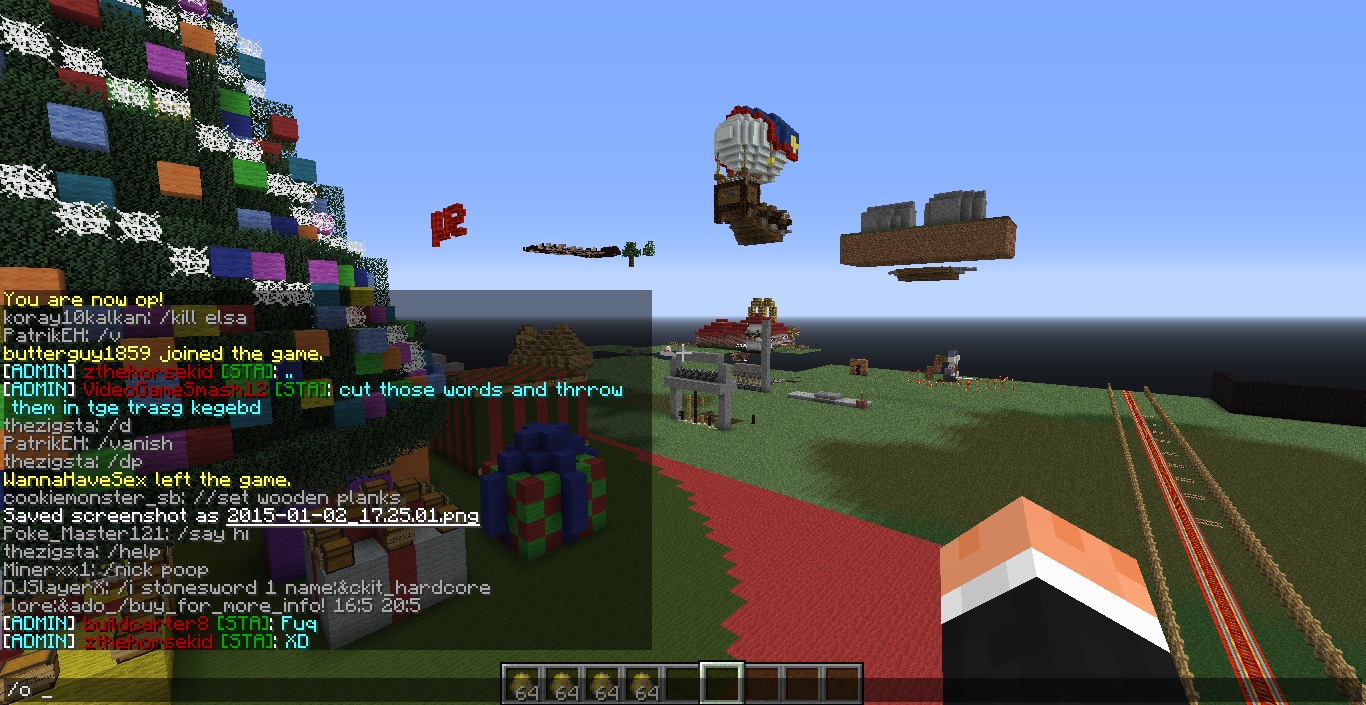 You are now op!
koray10kalkan: /kill elsa
PatrikEH: /v
butterguy1859 joined the game.
[ADMIN] zthehorsekid [STA]: ..
[ADMIN] VideoGameSmash12 [STA]: cut those words and thrrow
them in tge trasg kegebd
thezigsta: /d
PatrikEH: /vanish
thezigsta: /dp
WannaHaveSex left the game.
cookiemonster_sb: //set wooden planks
Saved screenshot as 2015-01-02_17.25.01.png
Poke_Master121: /say hi
thezigsta: /help
Minerxx1: /nick poop
DJSlayerX: /i stonesword 1 name:&ckit_hardcore
lore:&ado_/buy_for_more_info! 16:5 20:5
[ADMIN] buildcarter8 [STA]: Fuq
[ADMIN] zthehorsekid [STA]: XD
64 64 64 64
/o _